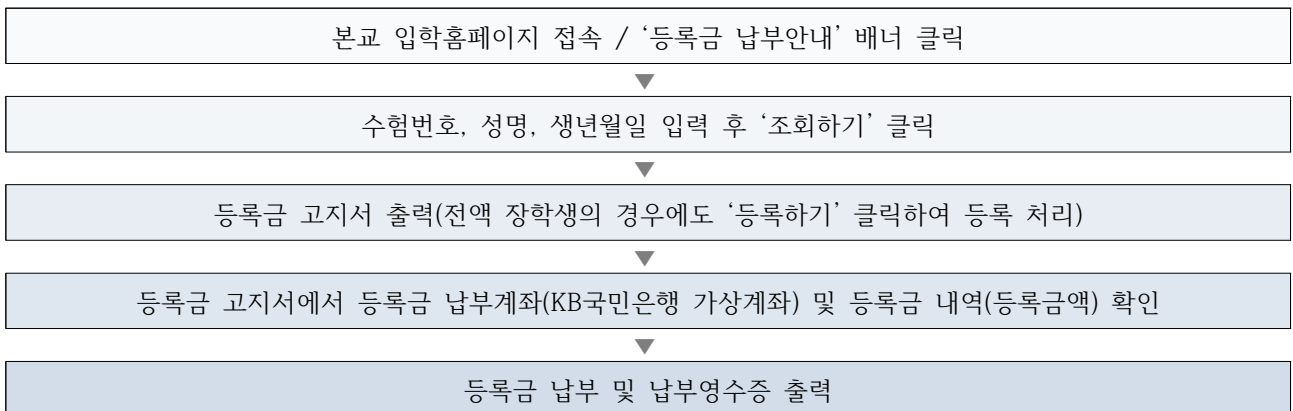 본교 입학홈페이지 접속 / ‘등록금 납부안내’ 배너 클릭
▼
수험번호, 성명, 생년월일 입력 후 ‘조회하기’ 클릭
▼
등록금 고지서 출력(전액 장학생의 경우에도 ‘등록하기’ 클릭하여 등록 처리)
▼
등록금 고지서에서 등록금 납부계좌(KB국민은행 가상계좌) 및 등록금 내역(등록금액) 확인
▼
등록금 납부 및 납부영수증 출력